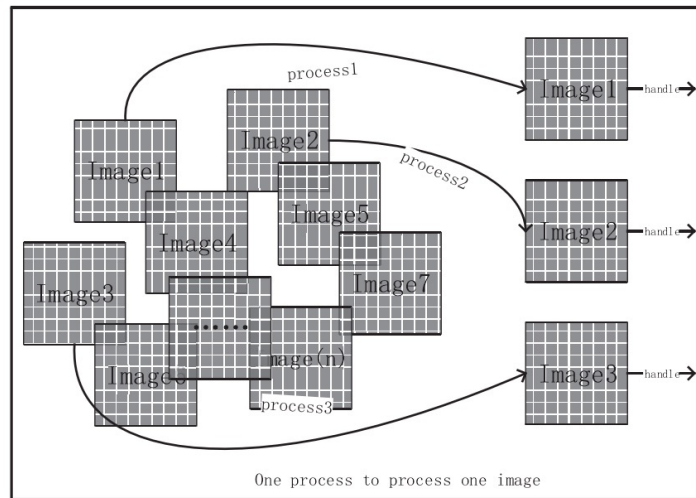 process1
Image1
handle
Image2
Image1
process2
Image5
Image4
Image2
handle
Image3
Image7
......
Image(n)
Image3
handle
process3
One process to process one image